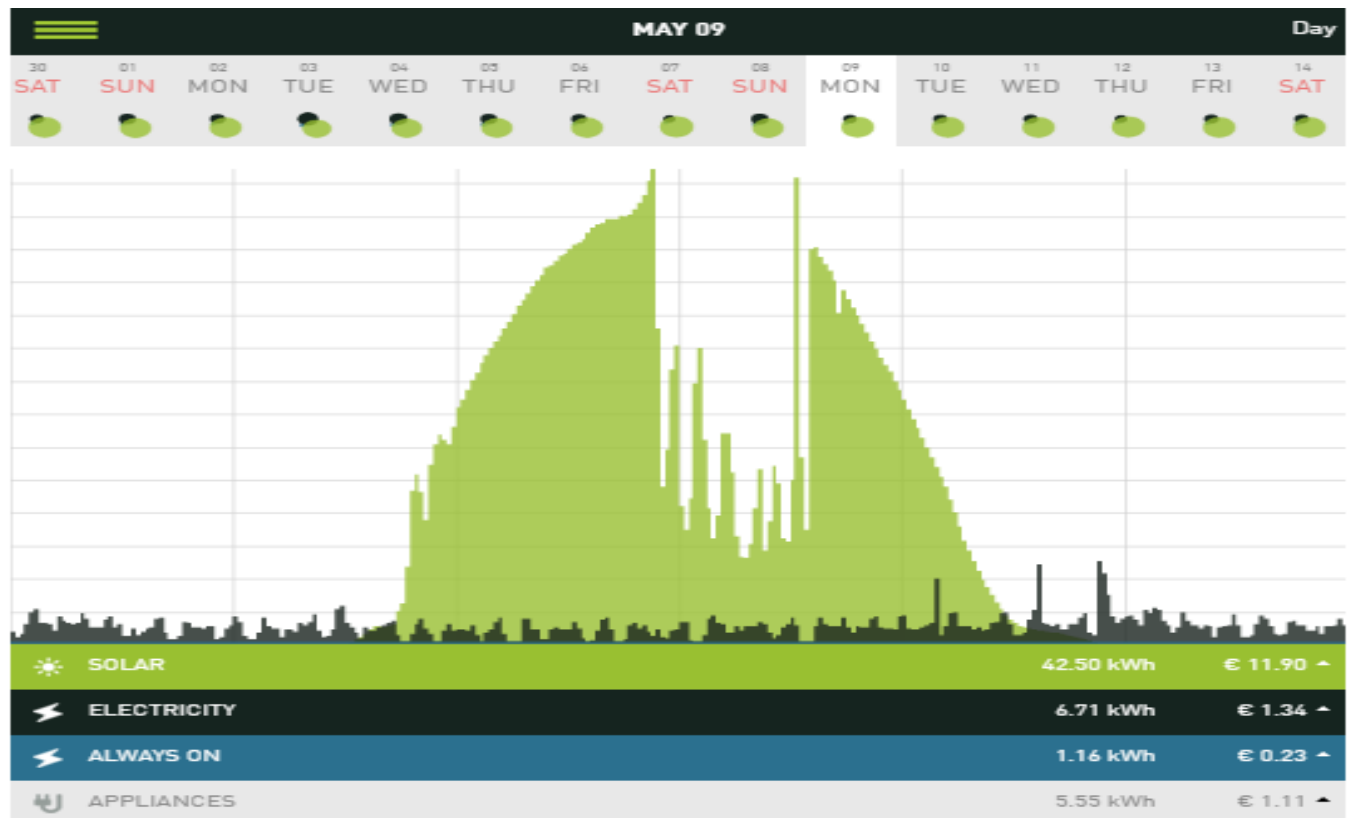 MAY 09 Day
30 01 02 03 04 05 06 07 08 09 10 11 12 13 14
SAT SUN MON TUE WED THU FRI SAT SUN MON TUE WED THU FRI SAT
SOLAR 42.50 kWh € 11.90
ELECTRICITY 6.71 kWh € 1.34
ALWAYS ON 1.16 kWh € 0.23
APPLIANCES 5.55 kWh € 1.11